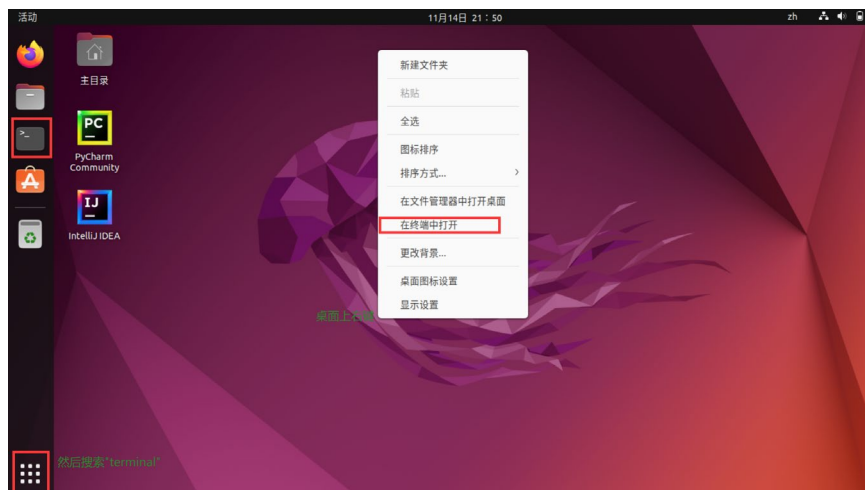 活动
11月14日 21：50
zh
主目录
PC
PyCharm
Community
IJ
IntelliJ IDEA
新建文件夹
粘贴
全选
图标排序
排序方式...
在文件管理器中打开桌面
在终端中打开
更改背景...
桌面图标设置
显示设置
桌面上右键
然后搜索"terminal"